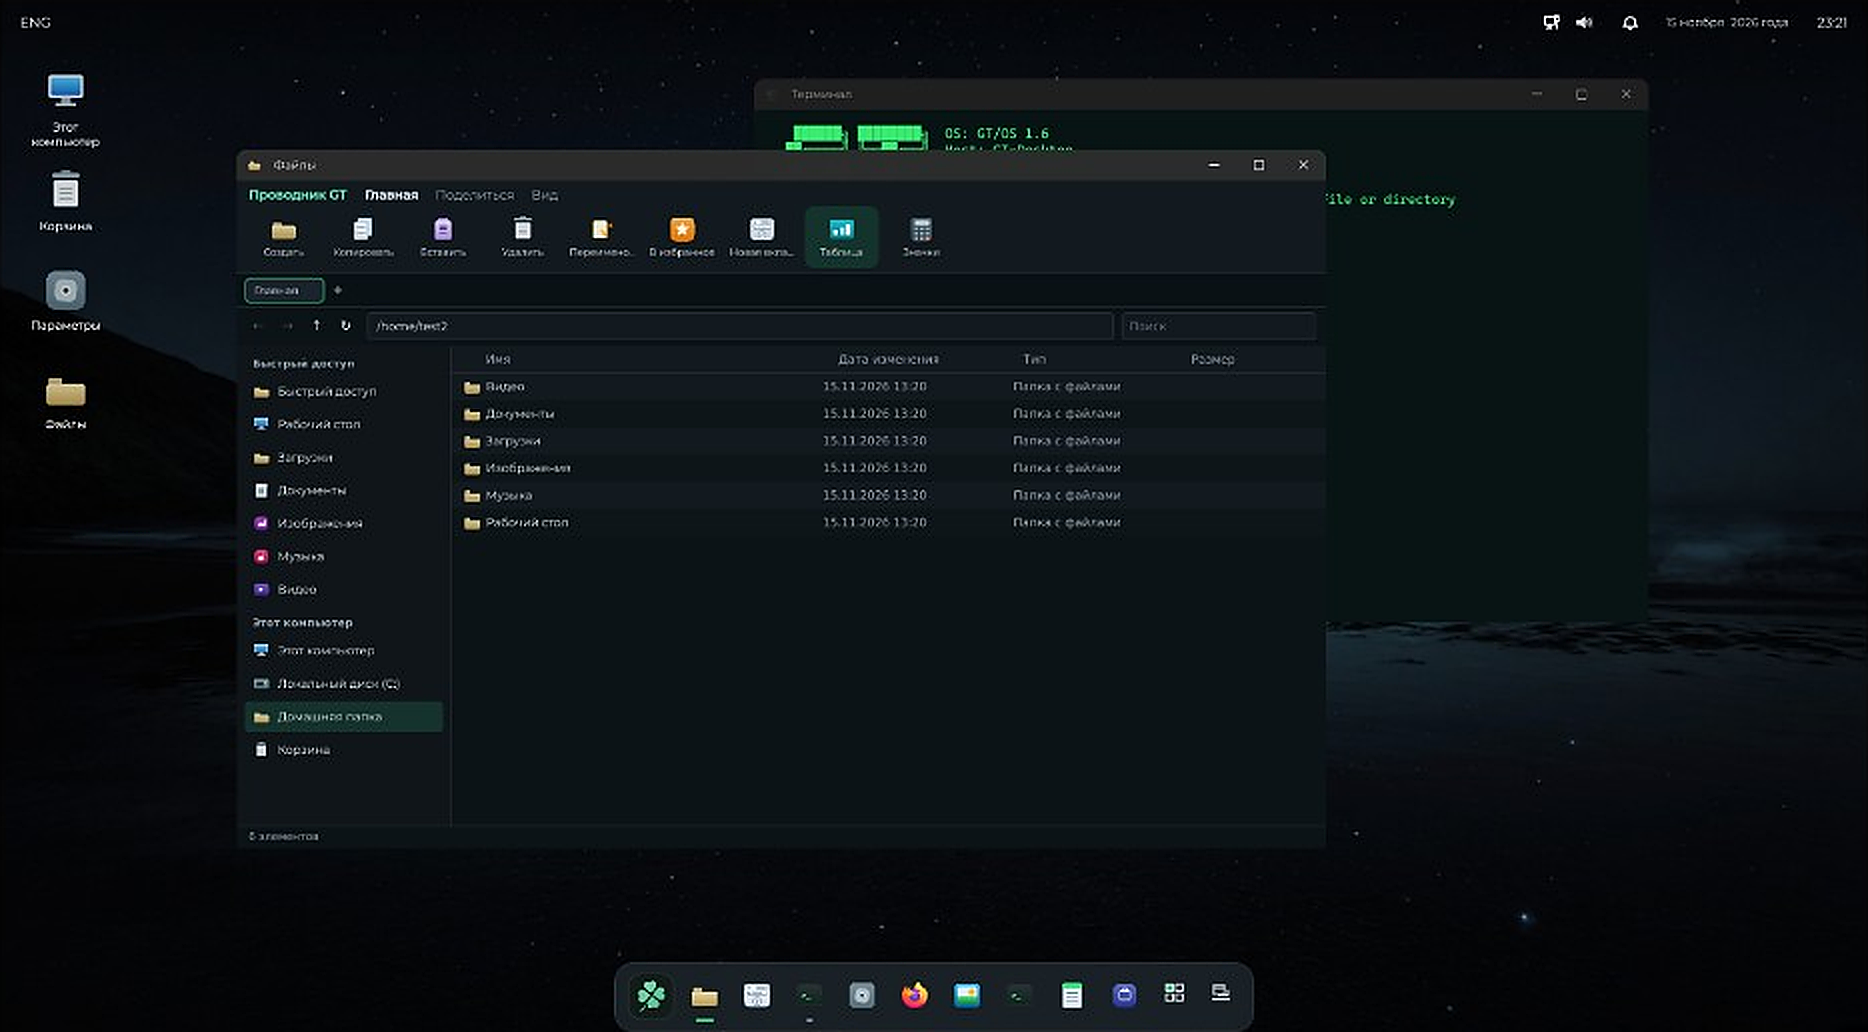 ENG
15 ноября 2026 года 23:21
Этот
компьютер
Корзина
Параметры
Файлы
Терминал
OS: GT/OS 1.6
Host: GT-Desktop
file or directory
Файлы
Проводник GT Главная Поделиться Вид
Создать Копировать Вставить Удалить Переимено... В избранное Новая вкла... Таблица Значки
Главная +
/home/test2 Поиск
Быстрый доступ
Быстрый доступ
Рабочий стол
Загрузки
Документы
Изображения
Музыка
Видео
Этот компьютер
Этот компьютер
Локальный диск (C:)
Домашняя папка
Корзина
Имя Дата изменения Тип Размер
Видео 15.11.2026 13:20 Папка с файлами
Документы 15.11.2026 13:20 Папка с файлами
Загрузки 15.11.2026 13:20 Папка с файлами
Изображения 15.11.2026 13:20 Папка с файлами
Музыка 15.11.2026 13:20 Папка с файлами
Рабочий стол 15.11.2026 13:20 Папка с файлами
6 элементов